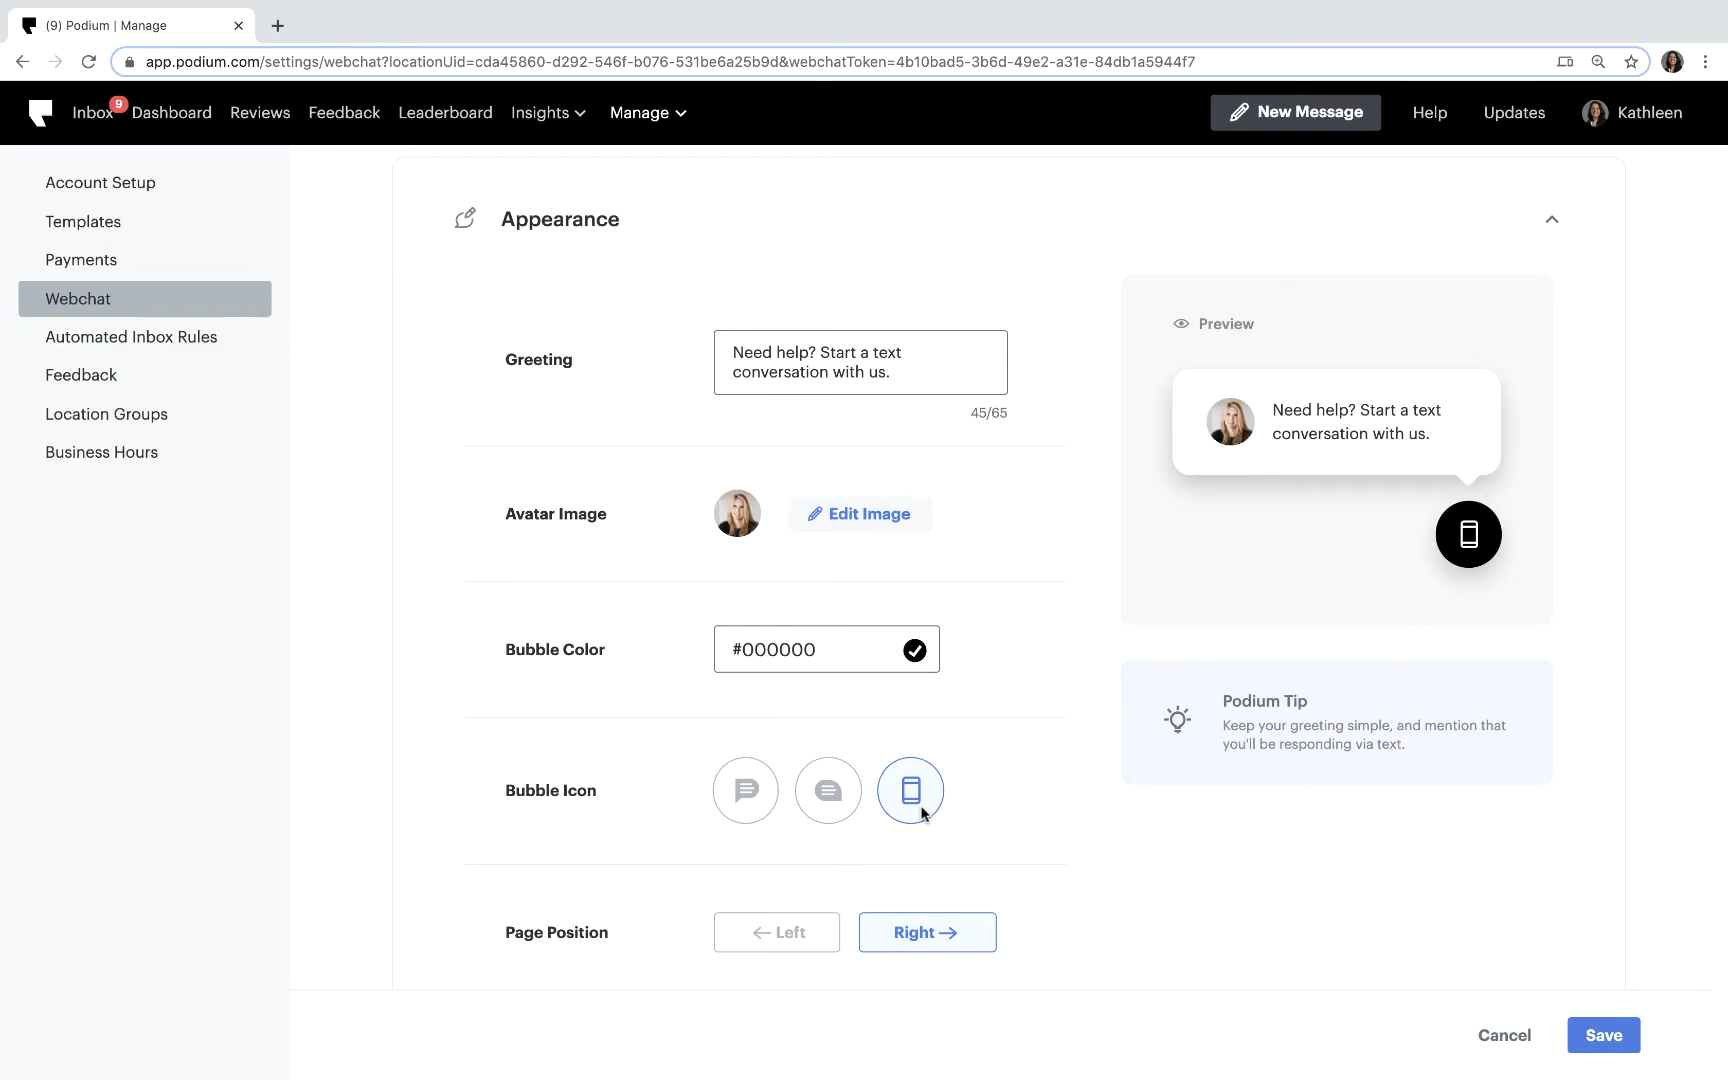 (9) Podium | Manage
app.podium.com/settings/webchat?locationUid=cda45860-d292-546f-b076-531be6a25b9d&webchatToken=4b10bad5-3b6d-49e2-a31e-84db1a5944f7
Inbox 9 Dashboard Reviews Feedback Leaderboard Insights Manage New Message Help Updates Kathleen
Account Setup
Templates
Payments
Webchat
Automated Inbox Rules
Feedback
Location Groups
Business Hours
Appearance
Greeting
Need help? Start a text
conversation with us.
45/65
Avatar Image
Edit Image
Bubble Color
#000000
Bubble Icon
Page Position
← Left
Right →
Preview
Need help? Start a text
conversation with us.
Podium Tip
Keep your greeting simple, and mention that
you'll be responding via text.
Cancel
Save